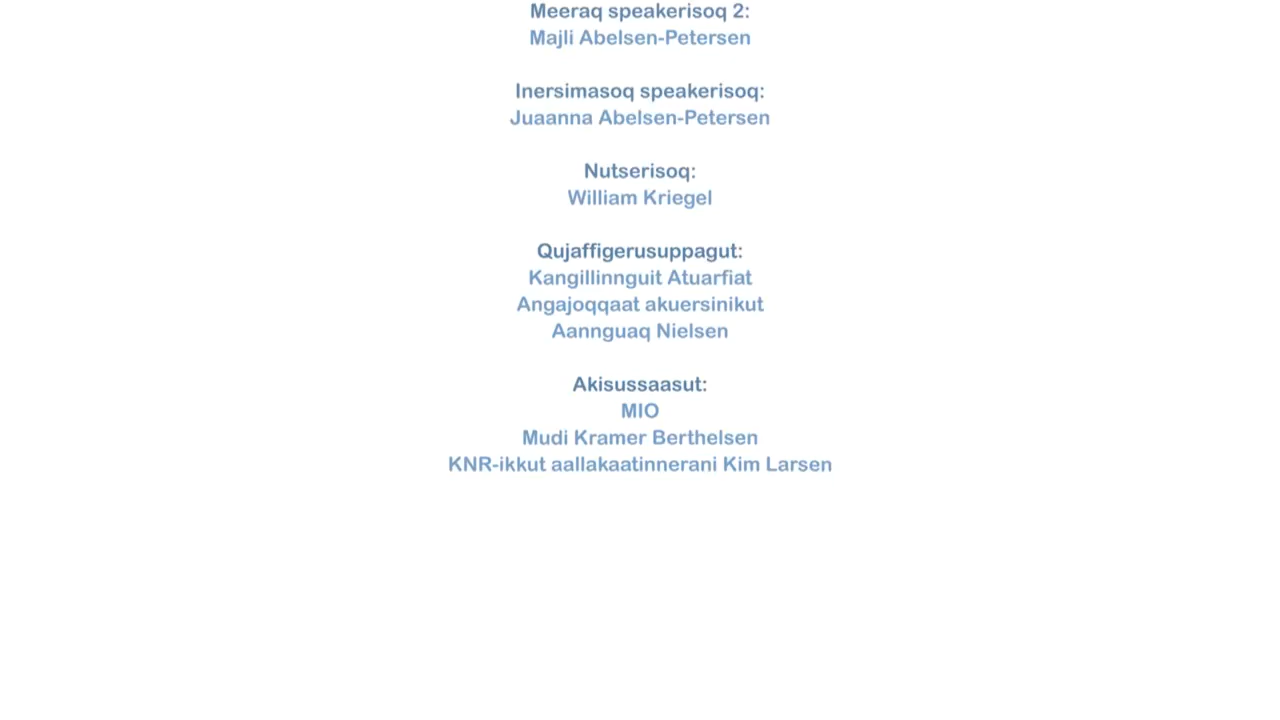 Meeraq speakerisoq 2:
Majli Abelsen-Petersen
Inersimasoq speakerisoq:
Juaanna Abelsen-Petersen
Nutserisoq:
William Kriegel
Qujaffigerusuppagut:
Kangillinnguit Atuarfiat
Angajoqqaat akuersinikut
Aannguaq Nielsen
Akisussaasut:
MIO
Mudi Kramer Berthelsen
KNR-ikkut aallakaatinnerani Kim Larsen